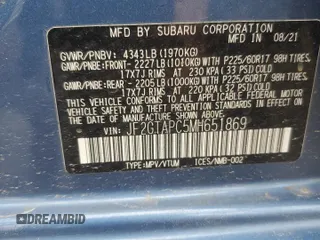 MFD BY SUBARU CORPORATION
MADE IN 08/21
GVWR/PNBV: 4343LB (1970KG)
GAWR/PNBE:FRONT- 2227LB(1010KG)WITH P225/60R17 98H TIRES,
17X7J RIMS, AT 230 KPA (33 PSI)COLD
GAWR/PNBE:REAR - 2205LB(1000KG)WITH P225/60R17 98H TIRES,
17X7J RIMS, AT 220 KPA (32 PSI)COLD
THIS VEHICLE CONFORMS TO ALL APPLICABLE FEDERAL MOTOR
VEHICLE SAFETY AND THEFT PREVENTION STANDARDS IN EFFECT ON
THE DATE OF MANUFACTURE SHOWN ABOVE.
JF2GTAPC5MH651869
TYPE:MPV/VTUM ICES/NMB-002
DREAMBID